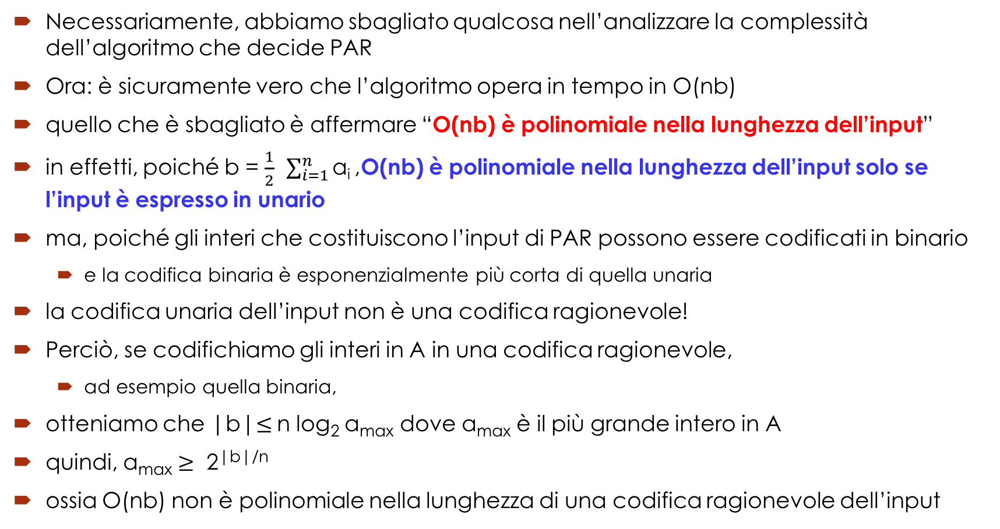 Necessariamente, abbiamo sbagliato qualcosa nell’analizzare la complessità
dell’algoritmo che decide PAR
Ora: è sicuramente vero che l’algoritmo opera in tempo in O(nb)
quello che è sbagliato è affermare “O(nb) è polinomiale nella lunghezza dell’input”
in effetti, poiché b = \frac{1}{2} \sum_{i=1}^{n} a_i ,O(nb) è polinomiale nella lunghezza dell’input solo se
l’input è espresso in unario
ma, poiché gli interi che costituiscono l’input di PAR possono essere codificati in binario
e la codifica binaria è esponenzialmente più corta di quella unaria
la codifica unaria dell’input non è una codifica ragionevole!
Perciò, se codifichiamo gli interi in A in una codifica ragionevole,
ad esempio quella binaria,
otteniamo che |b|≤ n log_2 a_{max} dove a_{max} è il più grande intero in A
quindi, a_{max} ≥ 2^{|b|/n}
ossia O(nb) non è polinomiale nella lunghezza di una codifica ragionevole dell’input